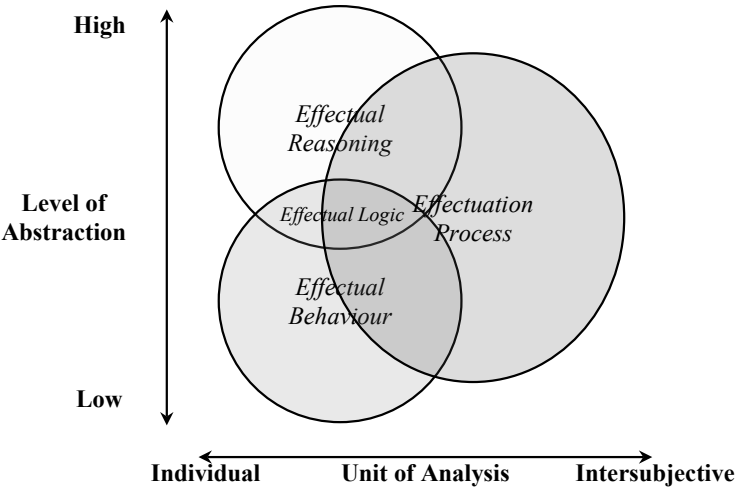 High
Effectual
Reasoning
Level of
Abstraction
Effectual Logic
Effectuation
Process
Effectual
Behaviour
Low
Individual
Unit of Analysis
Intersubjective